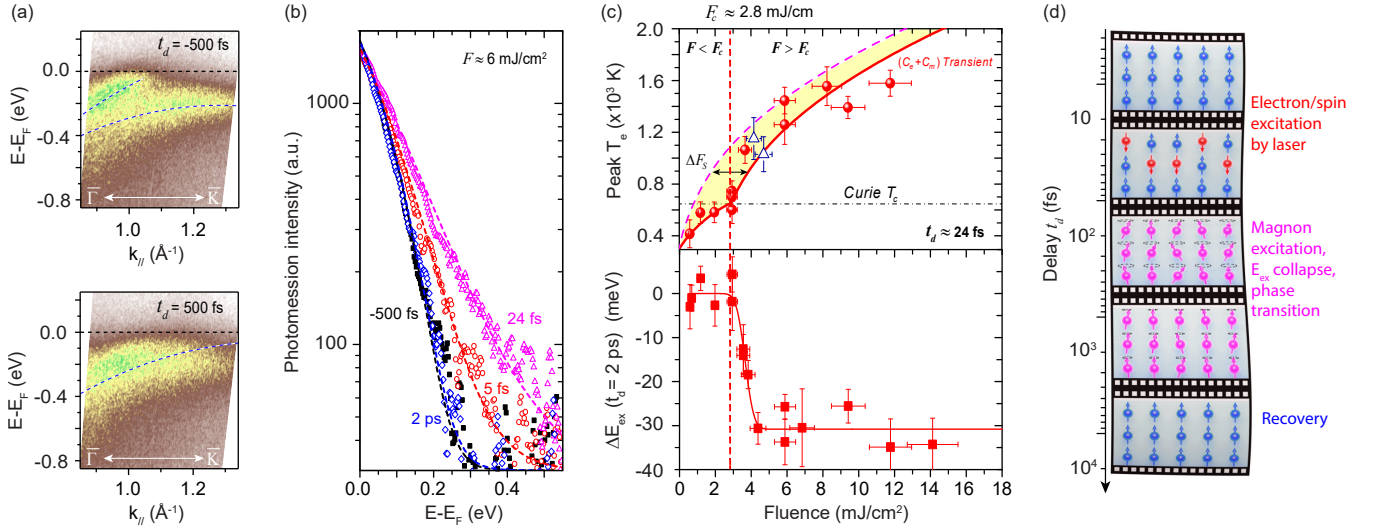 (a)
t_d = -500 fs
0.0
-0.4
-0.8
E-E_F (eV)
Γ̅
K̅
1.0
1.2
k_// (Å⁻¹)
t_d = 500 fs
0.0
-0.4
-0.8
E-E_F (eV)
Γ̅
K̅
1.0
1.2
k_// (Å⁻¹)
(b)
F ≈ 6 mJ/cm²
1000
100
Photomession intensity (a.u.)
-500 fs
24 fs
5 fs
2 ps
0.0
0.2
0.4
E-E_F (eV)
(c)
F_c ≈ 2.8 mJ/cm
F < F_c
F > F_c
(C_e+C_m) Transient
2.0
1.6
1.2
0.8
0.4
Peak T_e (x10³ K)
ΔF_S
Curie T_c
t_d ≈ 24 fs
0
-10
-20
-30
-40
ΔE_ex (t_d = 2 ps) (meV)
0 2 4 6 8 10 12 14 16 18
Fluence (mJ/cm²)
(d)
10
10²
10³
10⁴
Delay t_d (fs)
Electron/spin
excitation
by laser
Magnon
excitation,
E_ex collapse,
phase
transition
Recovery